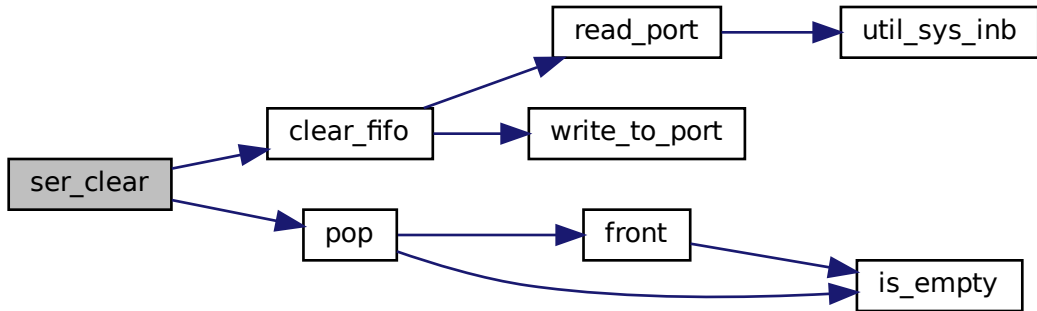 read_port
util_sys_inb
clear_fifo
write_to_port
ser_clear
pop
front
is_empty